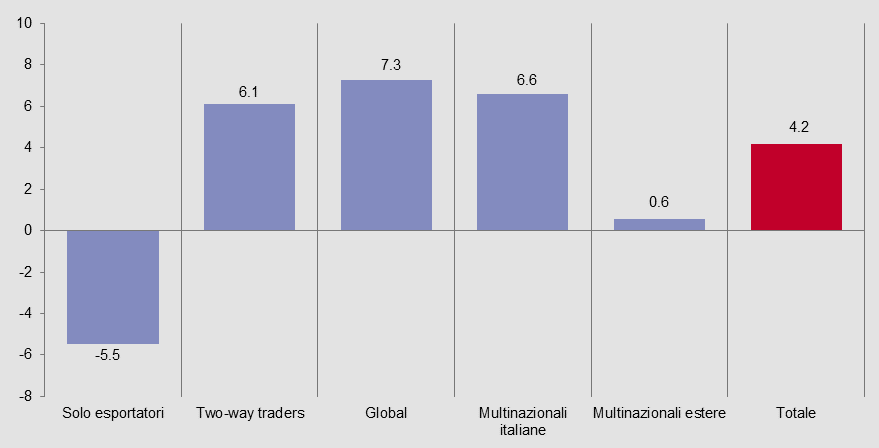 10
8
6
4
2
0
-2
-4
-6
-8
-5.5
6.1
7.3
6.6
0.6
4.2
Solo esportatori
Two-way traders
Global
Multinazionali
italiane
Multinazionali estere
Totale